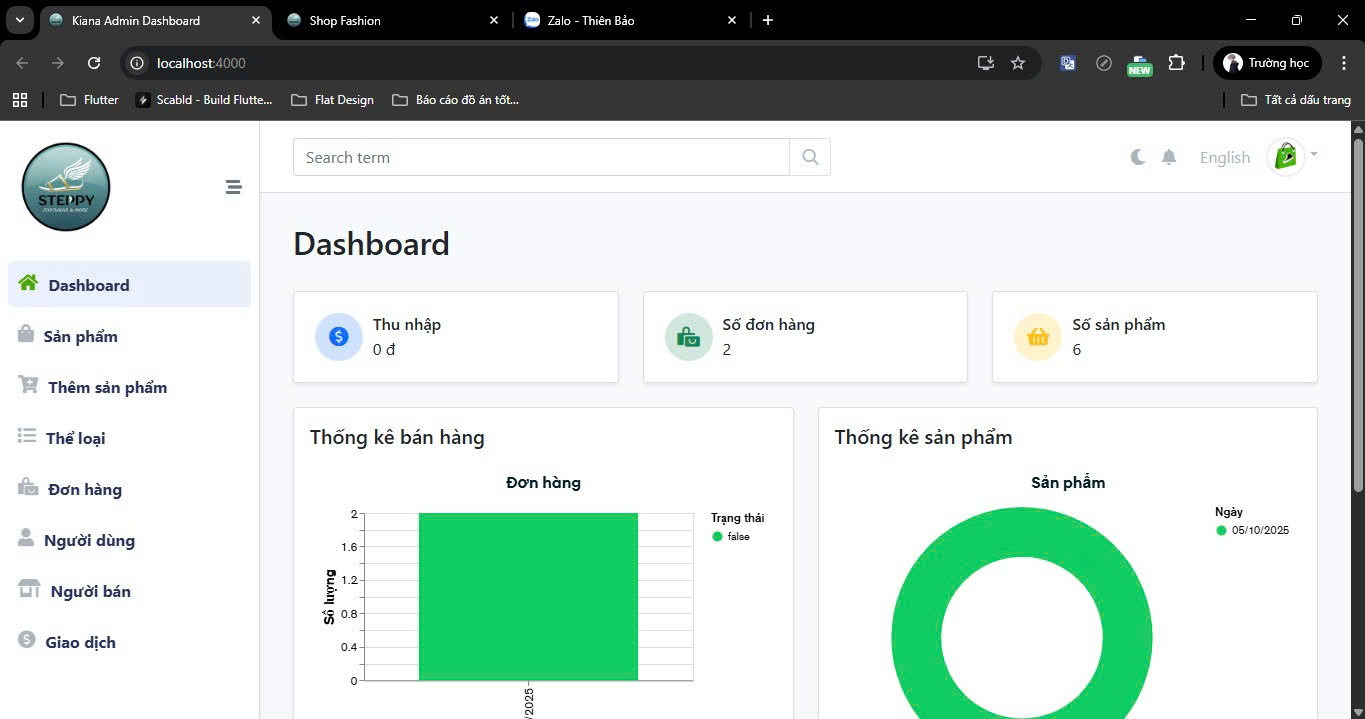 Kiana Admin Dashboard
Shop Fashion
Zalo - Thiên Bảo
localhost:4000
NEW
Trường học
Flutter
Scabld - Build Flutte...
Flat Design
Báo cáo đồ án tốt...
Tất cả dấu trang
STEPPY
FOOTWEAR & MORE
Search term
English
Dashboard
Dashboard
Sản phẩm
Thêm sản phẩm
Thể loại
Đơn hàng
Người dùng
Người bán
Giao dịch
Thu nhập
0 đ
Số đơn hàng
2
Số sản phẩm
6
Thống kê bán hàng
Đơn hàng
Số lượng
2
1.6
1.2
0.8
0.4
0
/2025
Trạng thái
false
Thống kê sản phẩm
Sản phẩm
Ngày
05/10/2025